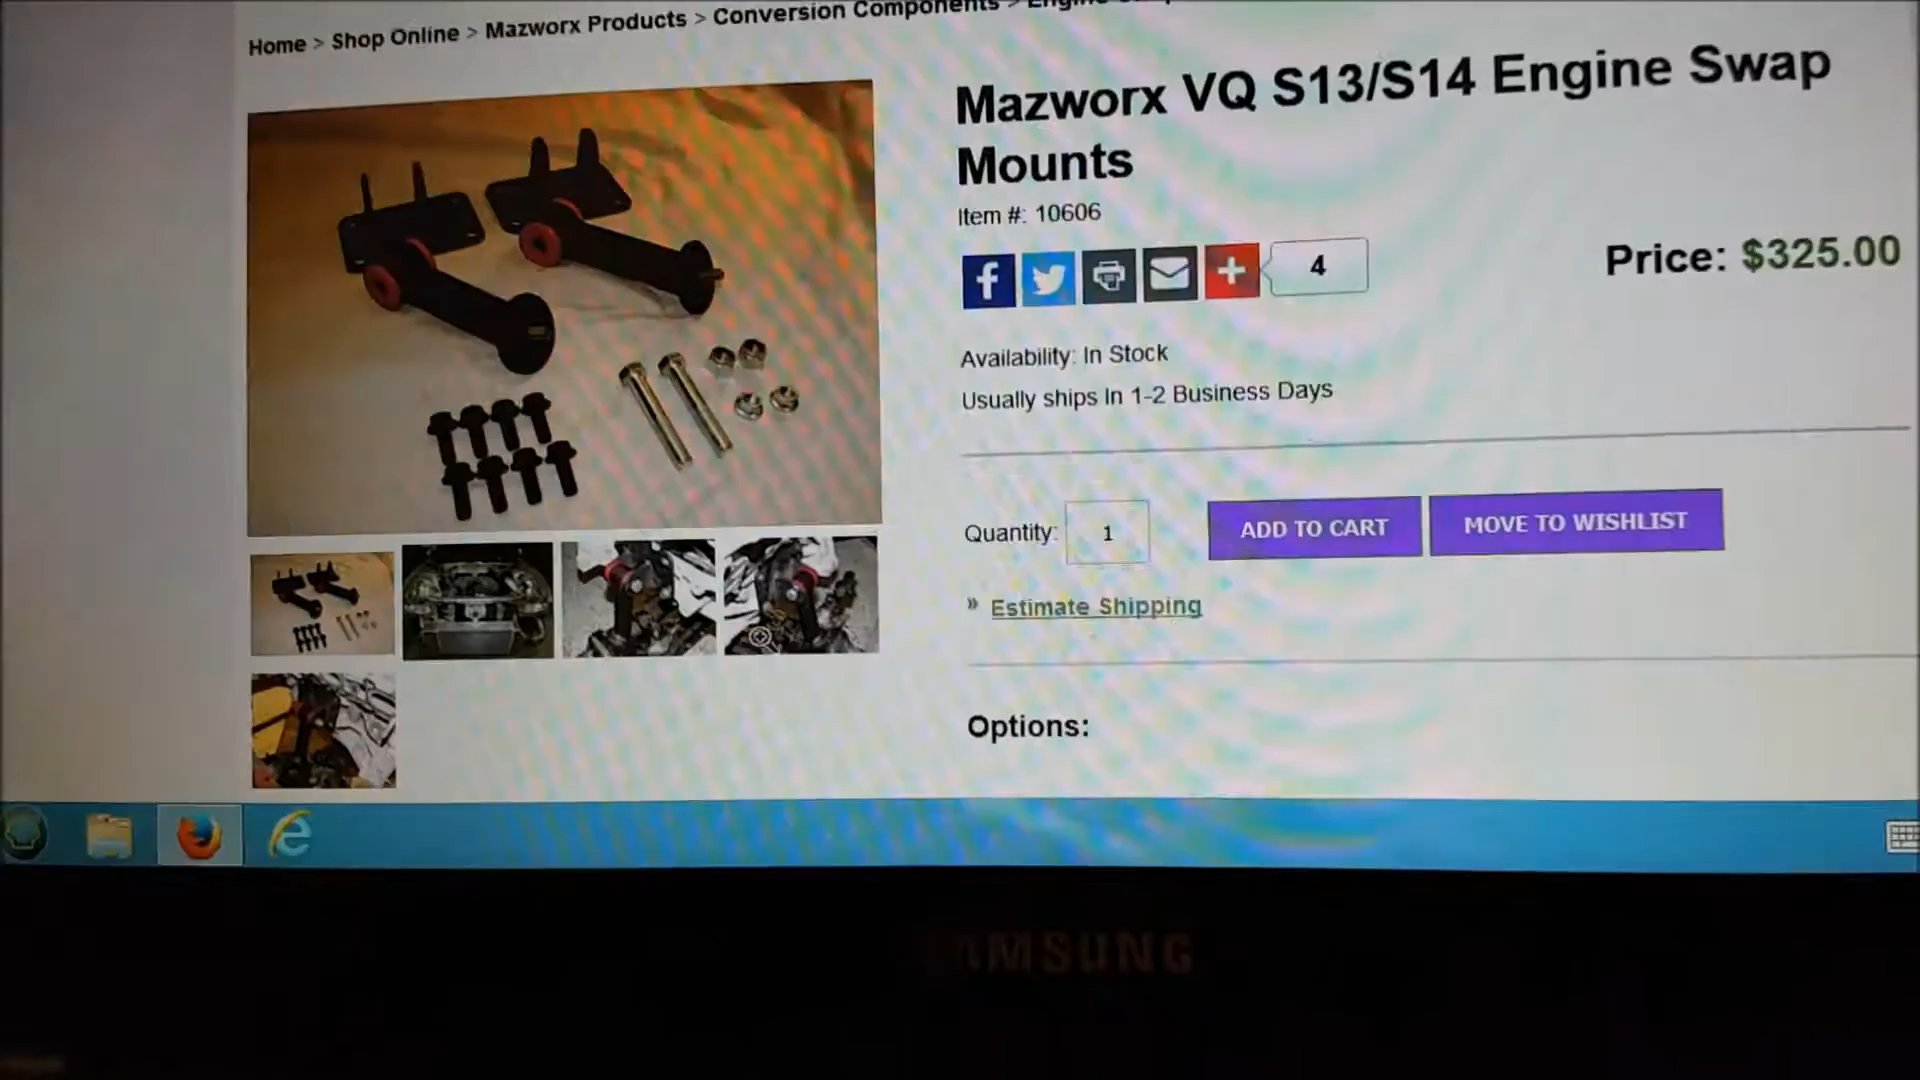 Home > Shop Online > Mazworx Products > Conversion Components >
Mazworx VQ S13/S14 Engine Swap
Mounts
Item #: 10606
4
Price: $325.00
Availability: In Stock
Usually ships In 1-2 Business Days
Quantity: 1
ADD TO CART
MOVE TO WISHLIST
» Estimate Shipping
Options:
SAMSUNG